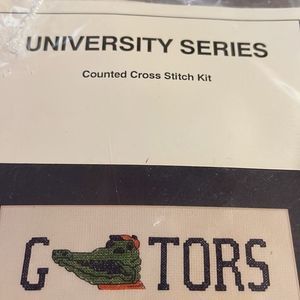 UNIVERSITY SERIES
Counted Cross Stitch Kit
G TORS